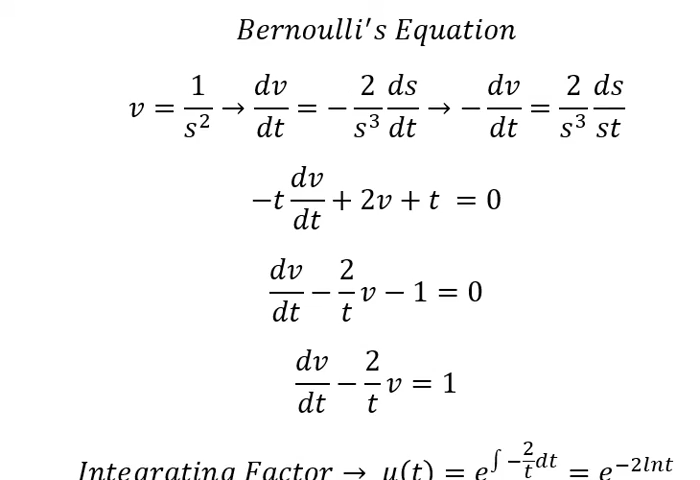 Bernoulli's Equation
v = 1/s² → dv/dt = − 2/s³ ds/dt → − dv/dt = 2/s³ ds/st
−t dv/dt + 2v + t = 0
dv/dt − 2/t v − 1 = 0
dv/dt − 2/t v = 1
Integrating Factor → μ(t) = e^(∫ −2/t dt) = e^(−2lnt)